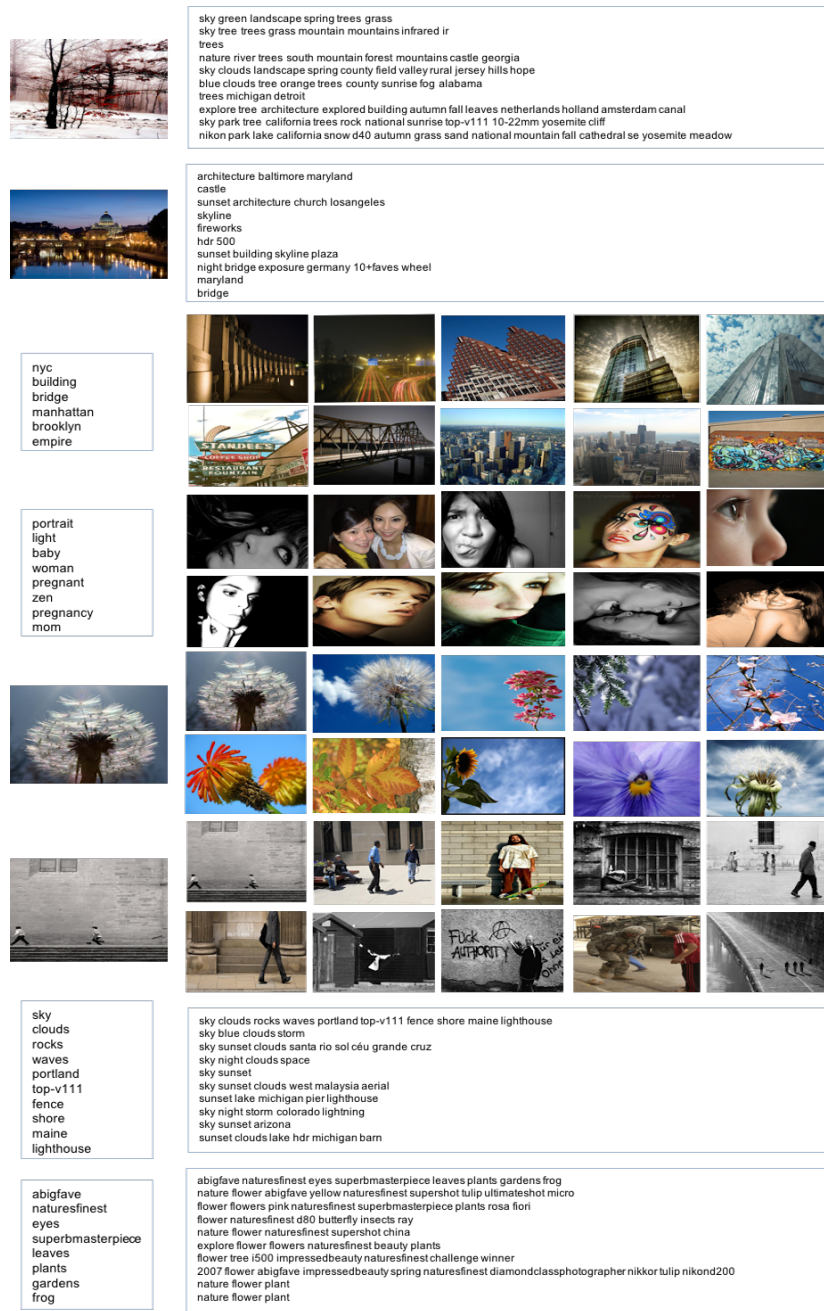 sky green landscape spring trees grass
sky tree trees grass mountain mountains infrared ir
trees
nature river trees south mountain forest mountains castle georgia
sky clouds landscape spring county field valley rural jersey hills hope
blue clouds tree orange trees county sunrise fog alabama
trees michigan detroit
explore tree architecture explored building autumn fall leaves netherlands holland amsterdam canal
sky park tree california trees rock national sunrise top-v111 10-22mm yosemite cliff
nikon park lake california snow d40 autumn grass sand national mountain fall cathedral se yosemite meadow
architecture baltimore maryland
castle
sunset architecture church losangeles
skyline
fireworks
hdr 500
sunset building skyline plaza
night bridge exposure germany 10+faves wheel
maryland
bridge
nyc
building
bridge
manhattan
brooklyn
empire
STANDEE'S
COFFEE SHOP
RESTAURANT
FOUNTAIN
portrait
light
baby
woman
pregnant
zen
pregnancy
mom
FUCK
AUTHORITY
sky
clouds
rocks
waves
portland
top-v111
fence
shore
maine
lighthouse
sky clouds rocks waves portland top-v111 fence shore maine lighthouse
sky blue clouds storm
sky sunset clouds santa rio sol céu grande cruz
sky night clouds space
sky sunset
sky sunset clouds west malaysia aerial
sunset lake michigan pier lighthouse
sky night storm colorado lightning
sky sunset arizona
sunset clouds lake hdr michigan barn
abigfave
naturesfinest
eyes
superbmasterpiece
leaves
plants
gardens
frog
abigfave naturesfinest eyes superbmasterpiece leaves plants gardens frog
nature flower abigfave yellow naturesfinest supershot tulip ultimateshot micro
flower flowers pink naturesfinest superbmasterpiece plants rosa fiori
flower naturesfinest d80 butterfly insects ray
nature flower naturesfinest supershot china
explore flower flowers naturesfinest beauty plants
flower tree i500 impressedbeauty naturesfinest challenge winner
2007 flower abigfave impressedbeauty spring naturesfinest diamondclassphotographer nikkor tulip nikond200
nature flower plant
nature flower plant